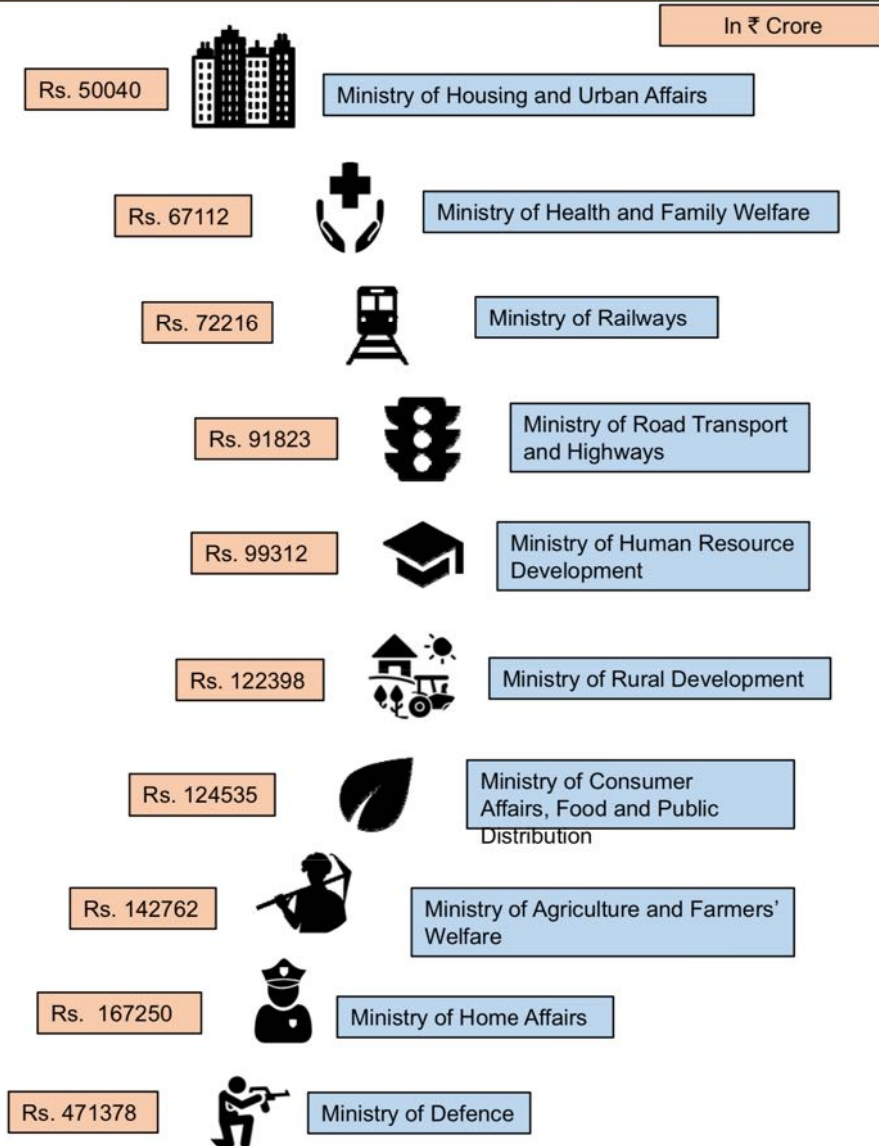 In ₹ Crore
Rs. 50040
Ministry of Housing and Urban Affairs
Rs. 67112
Ministry of Health and Family Welfare
Rs. 72216
Ministry of Railways
Rs. 91823
Ministry of Road Transport
and Highways
Rs. 99312
Ministry of Human Resource
Development
Rs. 122398
Ministry of Rural Development
Rs. 124535
Ministry of Consumer
Affairs, Food and Public
Distribution
Rs. 142762
Ministry of Agriculture and Farmers’
Welfare
Rs. 167250
Ministry of Home Affairs
Rs. 471378
Ministry of Defence